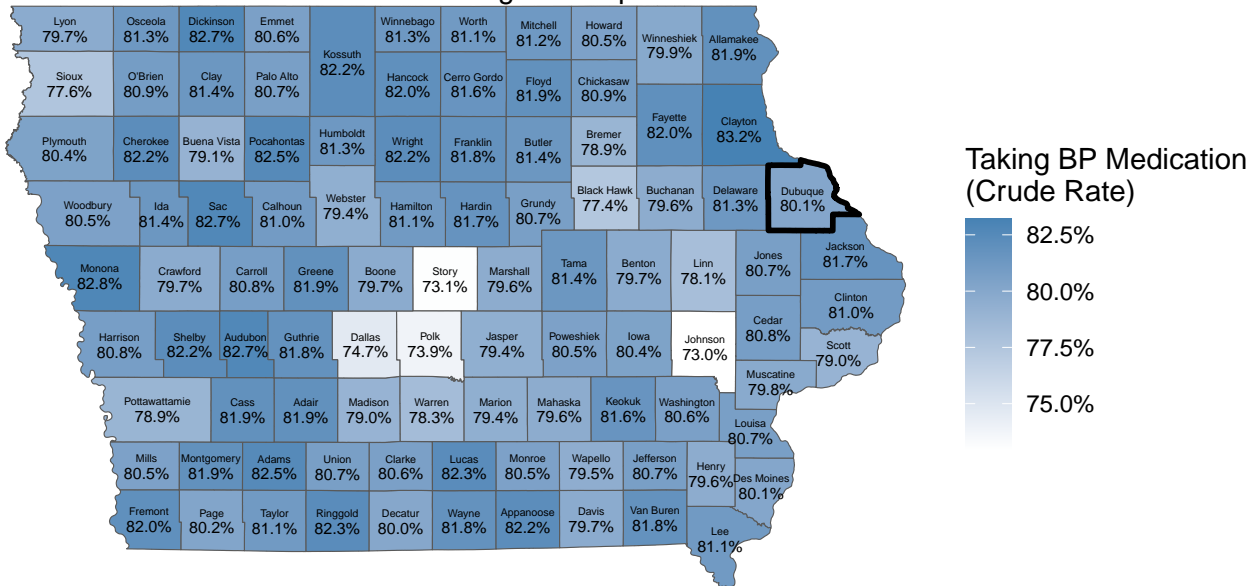 Lyon
79.7%
Osceola
81.3%
Dickinson
82.7%
Emmet
80.6%
Kossuth
82.2%
Winnebago
81.3%
Worth
81.1%
Mitchell
81.2%
Howard
80.5%
Winneshiek
79.9%
Allamakee
81.9%
Sioux
77.6%
O'Brien
80.9%
Clay
81.4%
Palo Alto
80.7%
Hancock
82.0%
Cerro Gordo
81.6%
Floyd
81.9%
Chickasaw
80.9%
Fayette
82.0%
Clayton
83.2%
Plymouth
80.4%
Cherokee
82.2%
Buena Vista
79.1%
Pocahontas
82.5%
Humboldt
81.3%
Wright
82.2%
Franklin
81.8%
Butler
81.4%
Bremer
78.9%
Woodbury
80.5%
Ida
81.4%
Sac
82.7%
Calhoun
81.0%
Webster
79.4%
Hamilton
81.1%
Hardin
81.7%
Grundy
80.7%
Black Hawk
77.4%
Buchanan
79.6%
Delaware
81.3%
Dubuque
80.1%
Monona
82.8%
Crawford
79.7%
Carroll
80.8%
Greene
81.9%
Boone
79.7%
Story
73.1%
Marshall
79.6%
Tama
81.4%
Benton
79.7%
Linn
78.1%
Jones
80.7%
Jackson
81.7%
Clinton
81.0%
Harrison
80.8%
Shelby
82.2%
Audubon
82.7%
Guthrie
81.8%
Dallas
74.7%
Polk
73.9%
Jasper
79.4%
Poweshiek
80.5%
Iowa
80.4%
Johnson
73.0%
Cedar
80.8%
Scott
79.0%
Muscatine
79.8%
Pottawattamie
78.9%
Cass
81.9%
Adair
81.9%
Madison
79.0%
Warren
78.3%
Marion
79.4%
Mahaska
79.6%
Keokuk
81.6%
Washington
80.6%
Louisa
80.7%
Mills
80.5%
Montgomery
81.9%
Adams
82.5%
Union
80.7%
Clarke
80.6%
Lucas
82.3%
Monroe
80.5%
Wapello
79.5%
Jefferson
80.7%
Henry
79.6%
Des Moines
80.1%
Fremont
82.0%
Page
80.2%
Taylor
81.1%
Ringgold
82.3%
Decatur
80.0%
Wayne
81.8%
Appanoose
82.2%
Davis
79.7%
Van Buren
81.8%
Lee
81.1%
Taking BP Medication
(Crude Rate)
82.5%
80.0%
77.5%
75.0%